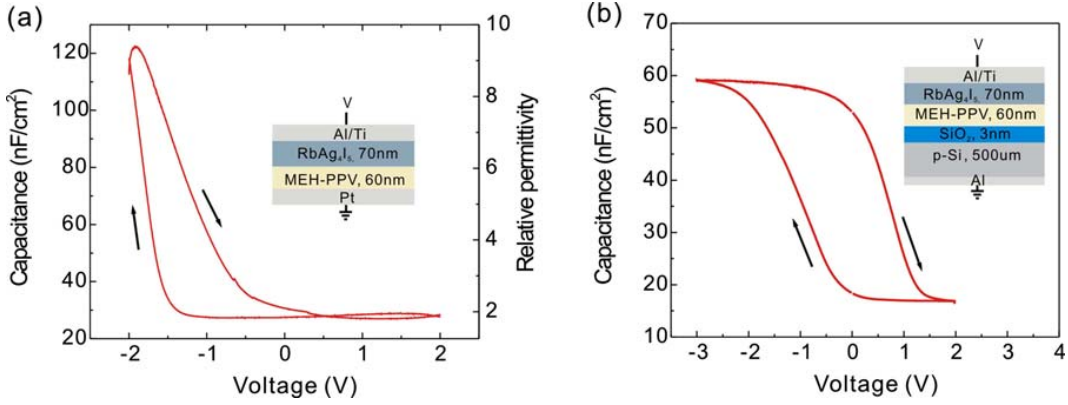 (a)
120
100
80
60
40
20
Capacitance (nF/cm²)
10
8
6
4
2
Relative permittivity
-2 -1 0 1 2
Voltage (V)
V
Al/Ti
RbAg₄I₅, 70nm
MEH-PPV, 60nm
Pt
(b)
70
60
50
40
30
20
10
Capacitance (nF/cm²)
-3 -2 -1 0 1 2 3 4
Voltage (V)
V
Al/Ti
RbAg₄I₅, 70nm
MEH-PPV, 60nm
SiO₂, 3nm
p-Si, 500um
Al